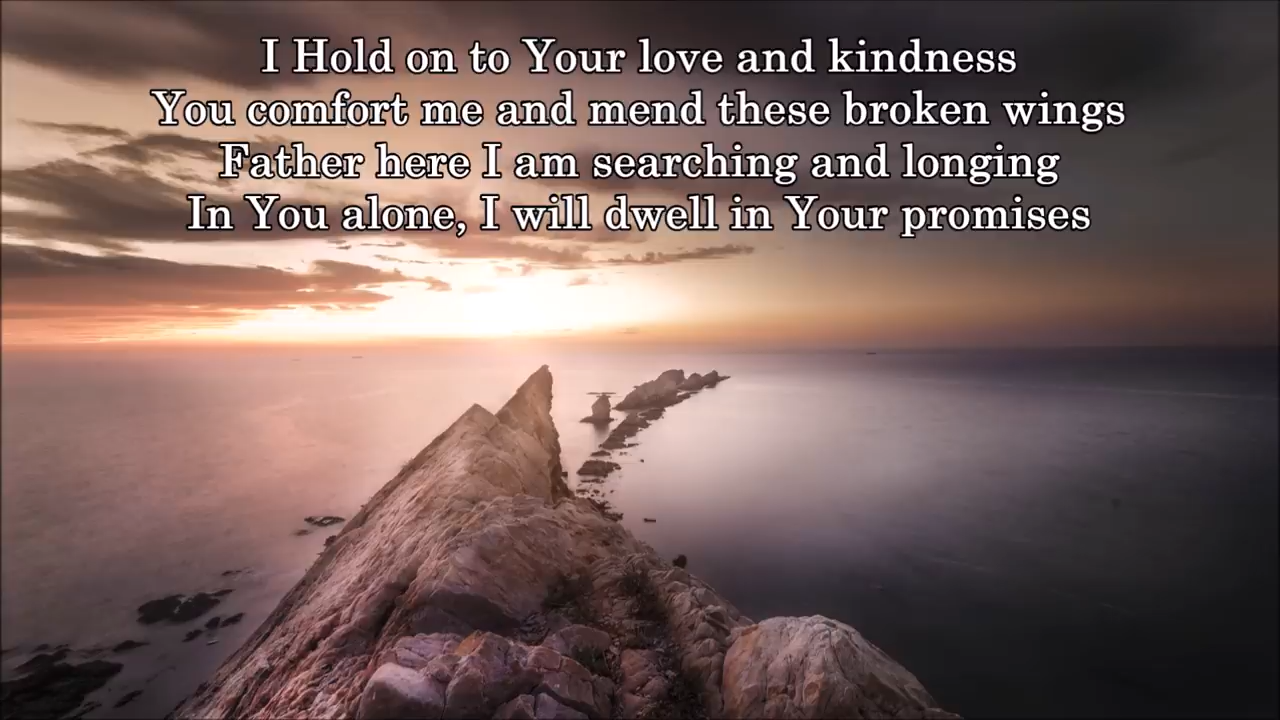 I Hold on to Your love and kindness
You comfort me and mend these broken wings
Father here I am searching and longing
In You alone, I will dwell in Your promises